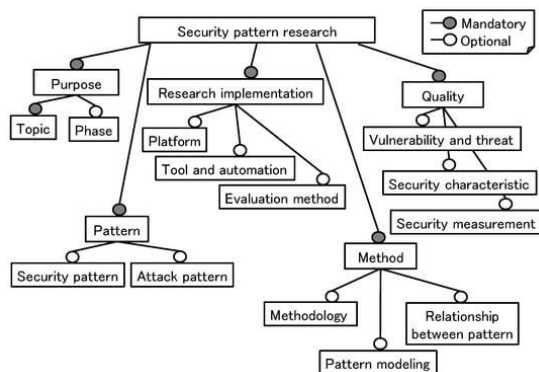 Security pattern research
Mandatory
Optional
Purpose
Research implementation
Quality
Topic
Phase
Platform
Vulnerability and threat
Tool and automation
Security characteristic
Evaluation method
Security measurement
Pattern
Method
Security pattern
Attack pattern
Methodology
Relationship
between pattern
Pattern modeling